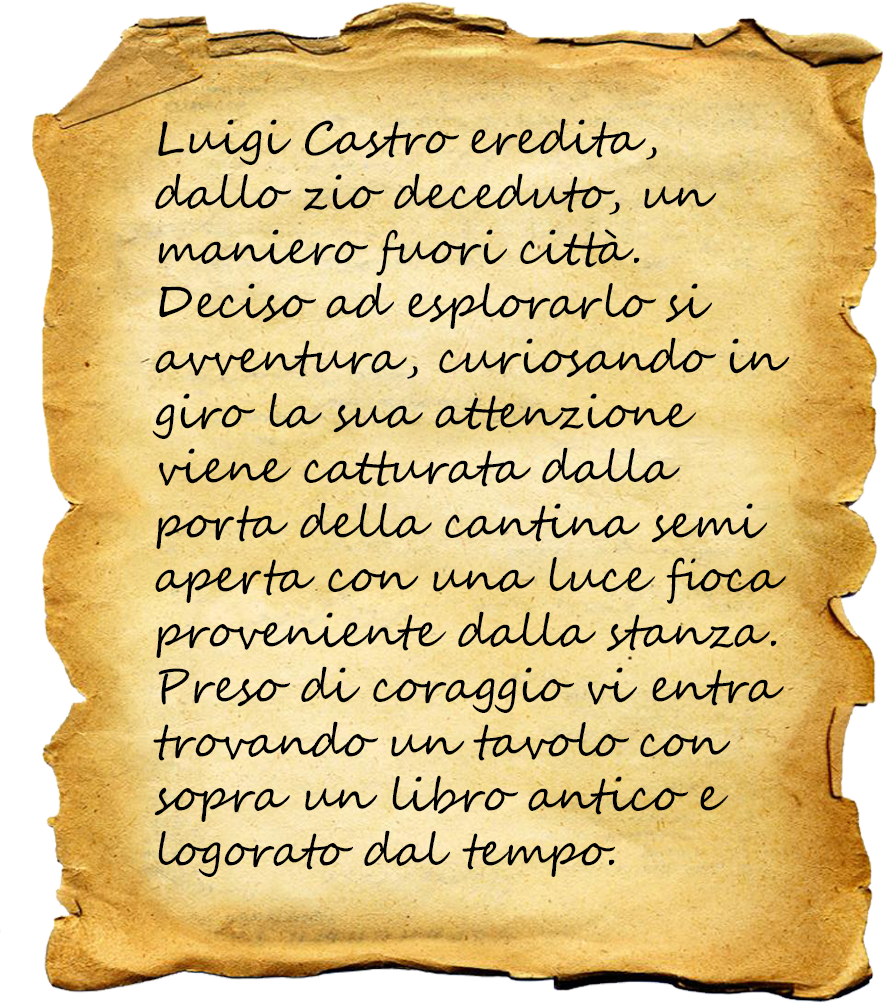 Luigi Castro eredita,
dallo zio deceduto, un
maniero fuori città.
Deciso ad esplorarlo si
avventura, curiosando in
giro la sua attenzione
viene catturata dalla
porta della cantina semi
aperta con una luce fioca
proveniente dalla stanza.
Preso di coraggio vi entra
trovando un tavolo con
sopra un libro antico e
logorato dal tempo.